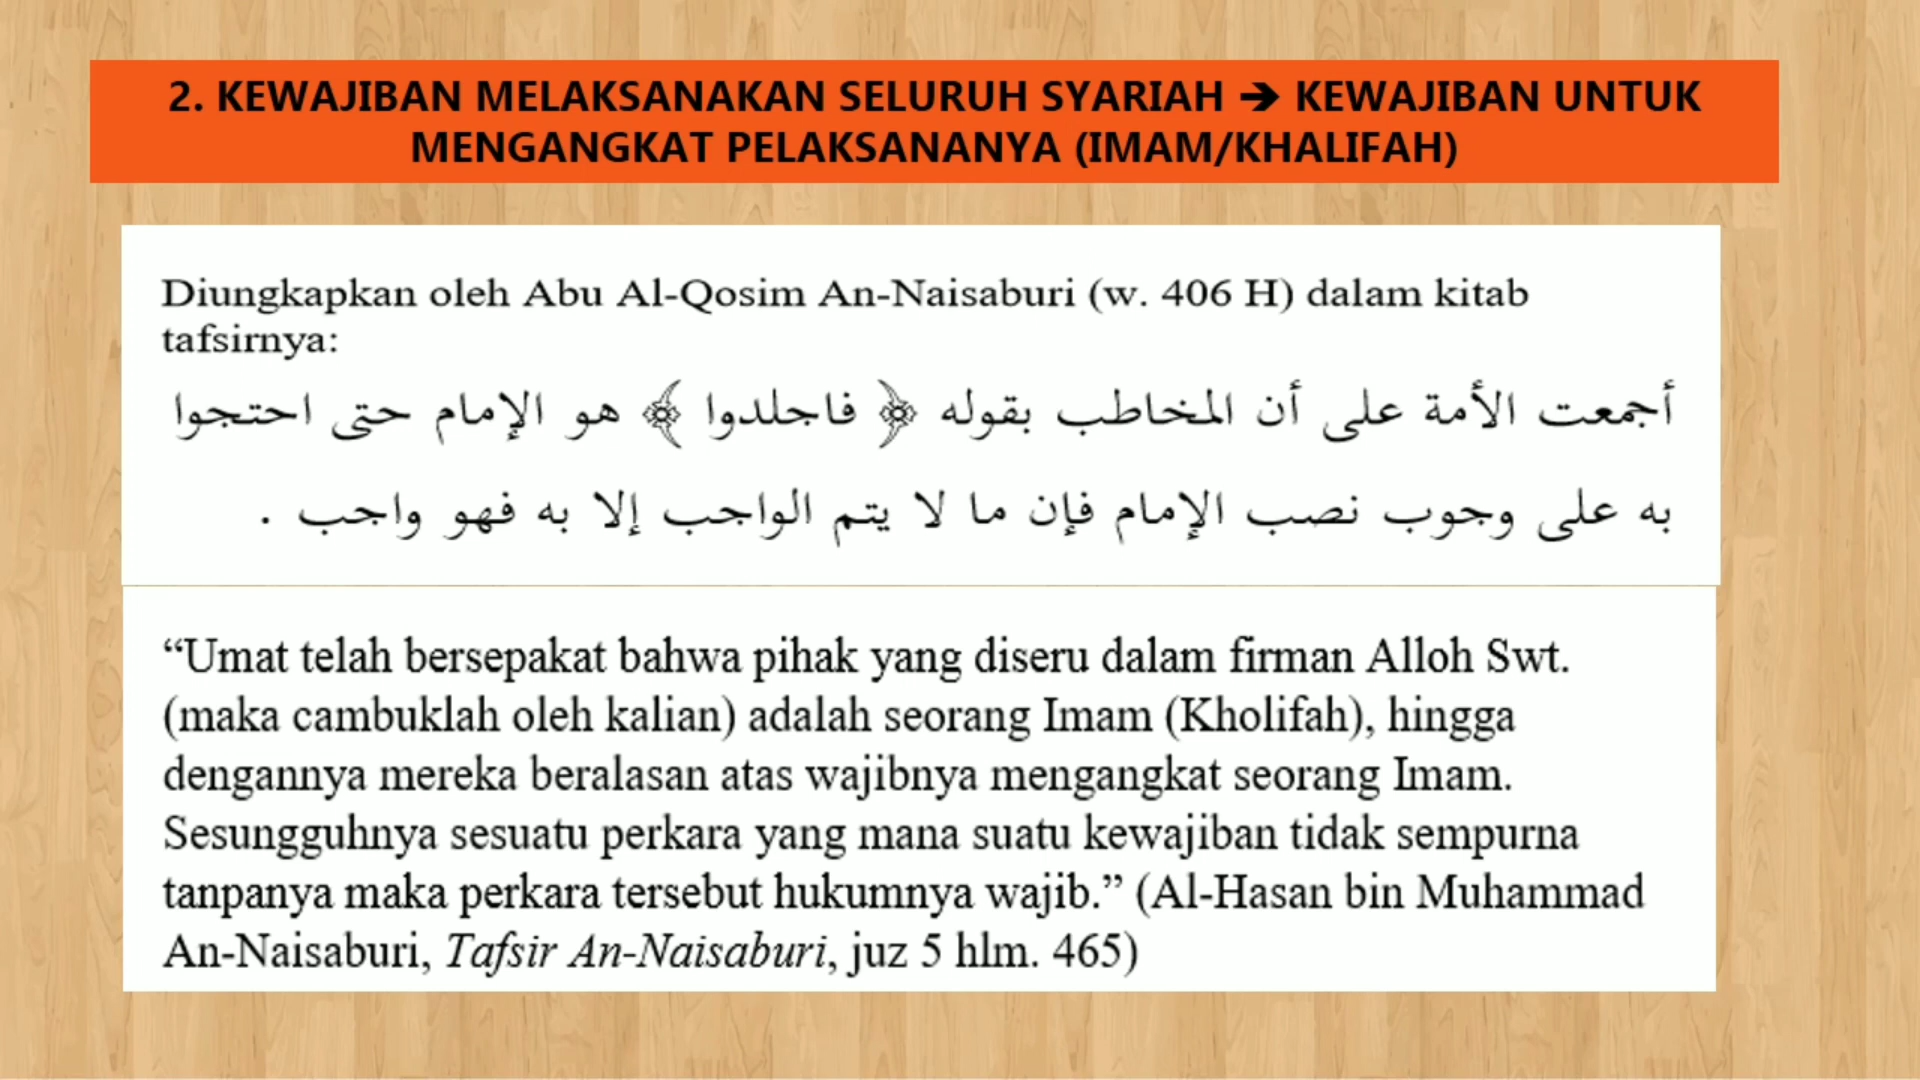 2. KEWAJIBAN MELAKSANAKAN SELURUH SYARIAH ➔ KEWAJIBAN UNTUK
MENGANGKAT PELAKSANANYA (IMAM/KHALIFAH)
Diungkapkan oleh Abu Al-Qosim An-Naisaburi (w. 406 H) dalam kitab
tafsirnya:
أجمعت الأمة على أن المخاطب بقوله ﴿ فاجلدوا ﴾ هو الإمام حتى احتجوا
به على وجوب نصب الإمام فإن ما لا يتم الواجب إلا به فهو واجب .
“Umat telah bersepakat bahwa pihak yang diseru dalam firman Alloh Swt.
(maka cambuklah oleh kalian) adalah seorang Imam (Kholifah), hingga
dengannya mereka beralasan atas wajibnya mengangkat seorang Imam.
Sesungguhnya sesuatu perkara yang mana suatu kewajiban tidak sempurna
tanpanya maka perkara tersebut hukumnya wajib.” (Al-Hasan bin Muhammad
An-Naisaburi, Tafsir An-Naisaburi, juz 5 hlm. 465)